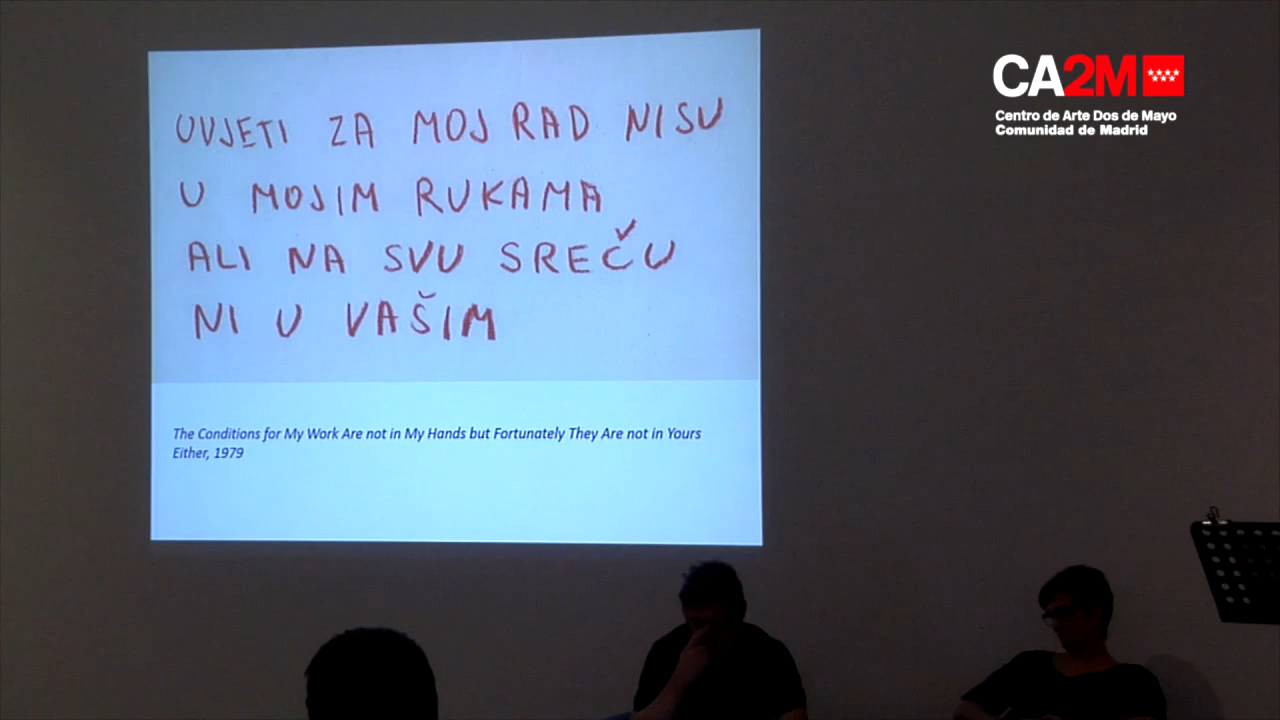 UVJETI ZA MOJ RAD NISU
U MOJIM RUKAMA
ALI NA SVU SREČU
NI U VAŠIM
The Conditions for My Work Are not in My Hands but Fortunately They Are not in Yours
Either, 1979
CA2M
Centro de Arte Dos de Mayo
Comunidad de Madrid